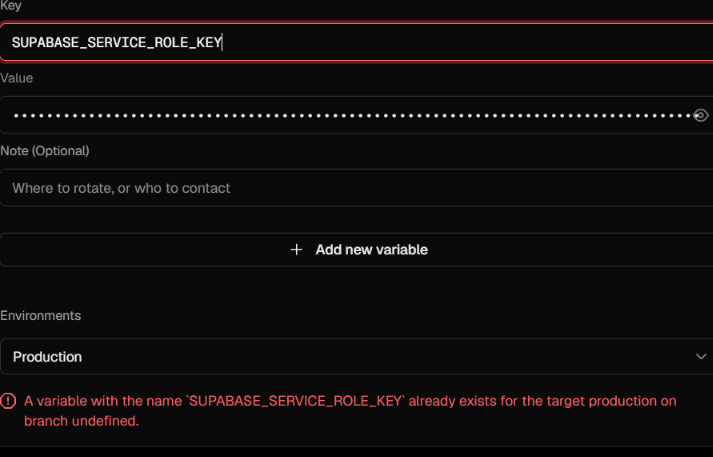 Key
SUPABASE_SERVICE_ROLE_KEY
Value
Note (Optional)
Where to rotate, or who to contact
+ Add new variable
Environments
Production
A variable with the name `SUPABASE_SERVICE_ROLE_KEY` already exists for the target production on
branch undefined.